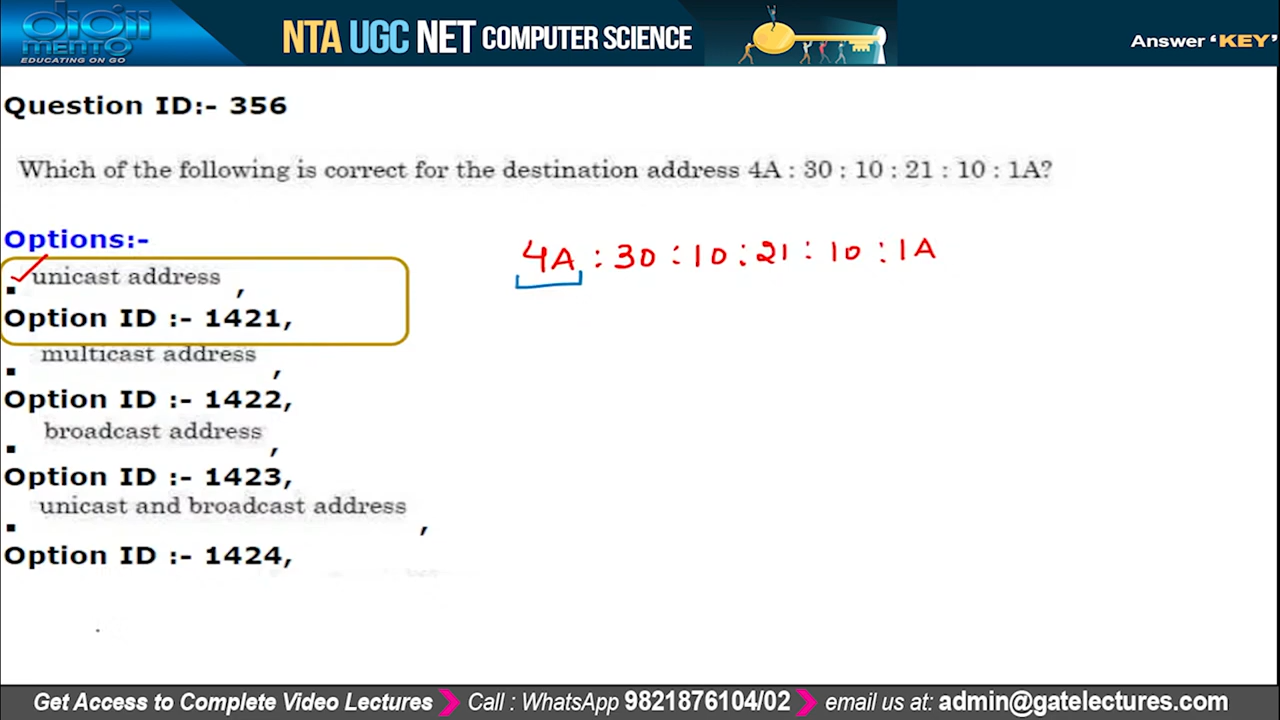 didii
MENTO
EDUCATING ON GO
NTA UGC NET COMPUTER SCIENCE
Answer ‘KEY’
Question ID:- 356
Which of the following is correct for the destination address 4A : 30 : 10 : 21 : 10 : 1A?
Options:-
4A : 30 : 10 : 21 : 10 : 1A
unicast address ,
Option ID :- 1421,
multicast address ,
Option ID :- 1422,
broadcast address ,
Option ID :- 1423,
unicast and broadcast address ,
Option ID :- 1424,
Get Access to Complete Video Lectures Call : WhatsApp 9821876104/02 email us at: admin@gatelectures.com